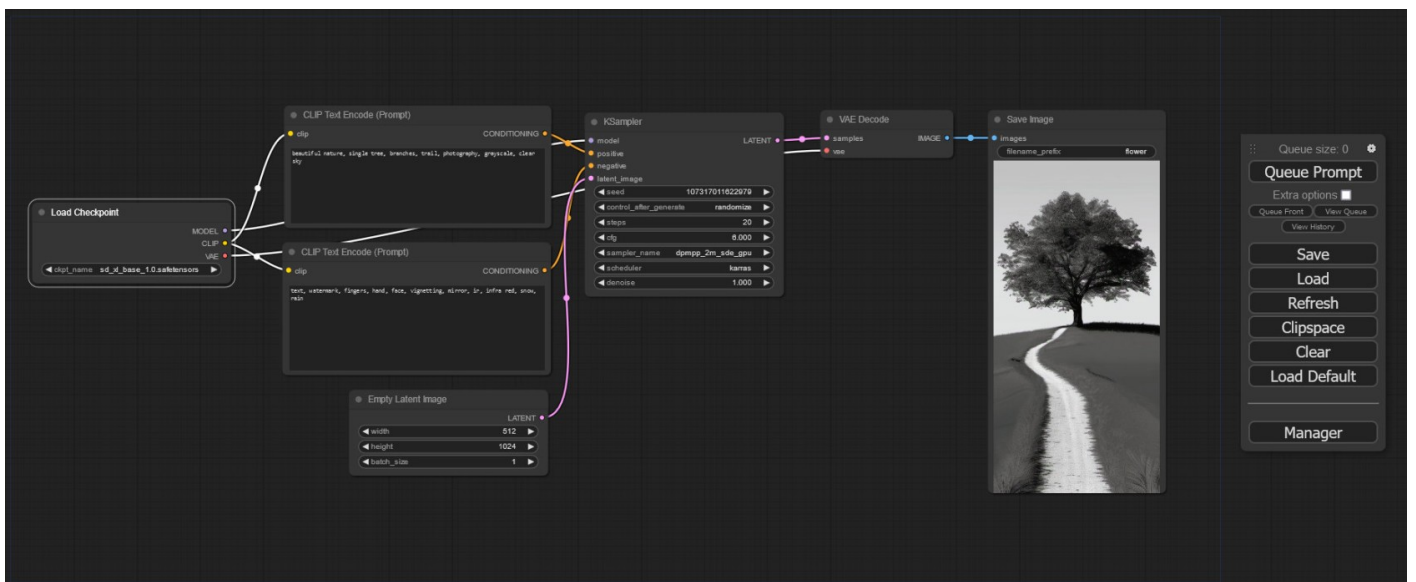 Load Checkpoint
MODEL
CLIP
VAE
ckpt_name sd_xl_base_1.0.safetensors
CLIP Text Encode (Prompt)
clip CONDITIONING
beautiful nature, single tree, branches, trail, photography, greyscale, clear
sky
CLIP Text Encode (Prompt)
clip CONDITIONING
text, watermark, fingers, hand, face, vignetting, mirror, ir, infra red, snow,
rain
Empty Latent Image
LATENT
width 512
height 1024
batch_size 1
KSampler
model LATENT
positive
negative
latent_image
seed 107317011622979
control_after_generate randomize
steps 20
cfg 8.000
sampler_name dpmpp_2m_sde_gpu
scheduler karras
denoise 1.000
VAE Decode
samples IMAGE
vae
Save Image
images
filename_prefix flower
Queue size: 0
Queue Prompt
Extra options
Queue Front View Queue
View History
Save
Load
Refresh
Clipspace
Clear
Load Default
Manager